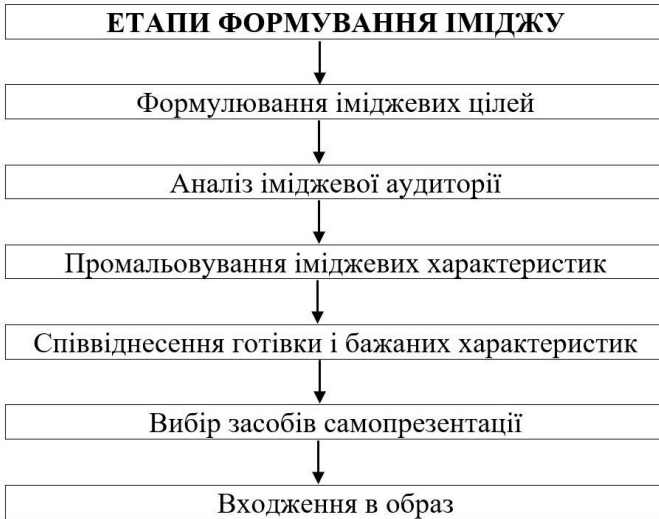 ЕТАПИ ФОРМУВАННЯ ІМІДЖУ
Формулювання іміджевих цілей
Аналіз іміджевої аудиторії
Промальовування іміджевих характеристик
Співвіднесення готівки і бажаних характеристик
Вибір засобів самопрезентації
Входження в образ